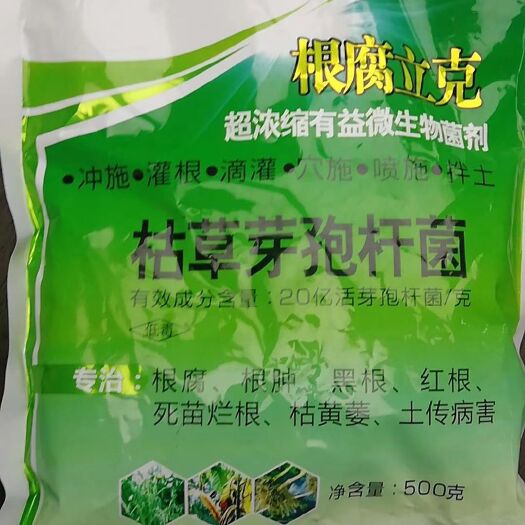 根腐立克
超浓缩有益微生物菌剂
•冲施•灌根•滴灌•穴施•喷施•拌土
枯草芽孢杆菌
有效成分含量：20亿活芽孢杆菌/克
低毒
专治：根腐、根肿、黑根、红根、
死苗烂根、枯黄萎、土传病害
净含量：500克